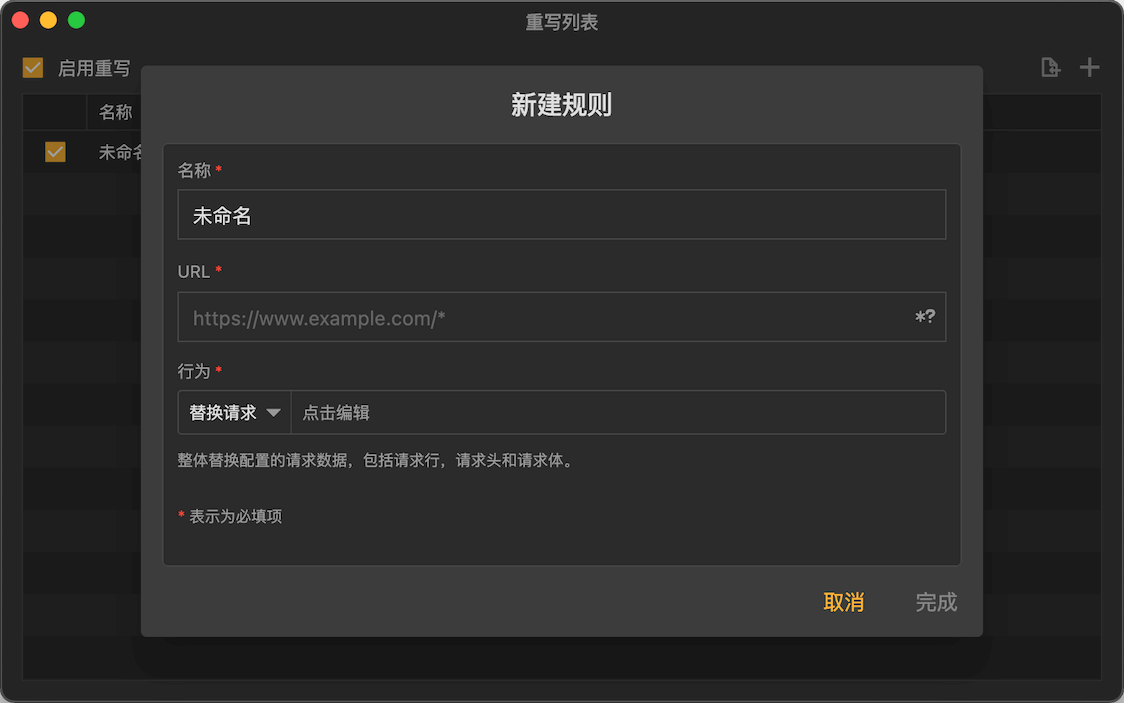 重写列表
启用重写
名称
未命名
新建规则
名称 *
未命名
URL *
https://www.example.com/*
*?
行为 *
替换请求 点击编辑
整体替换配置的请求数据，包括请求行，请求头和请求体。
* 表示为必填项
取消 完成